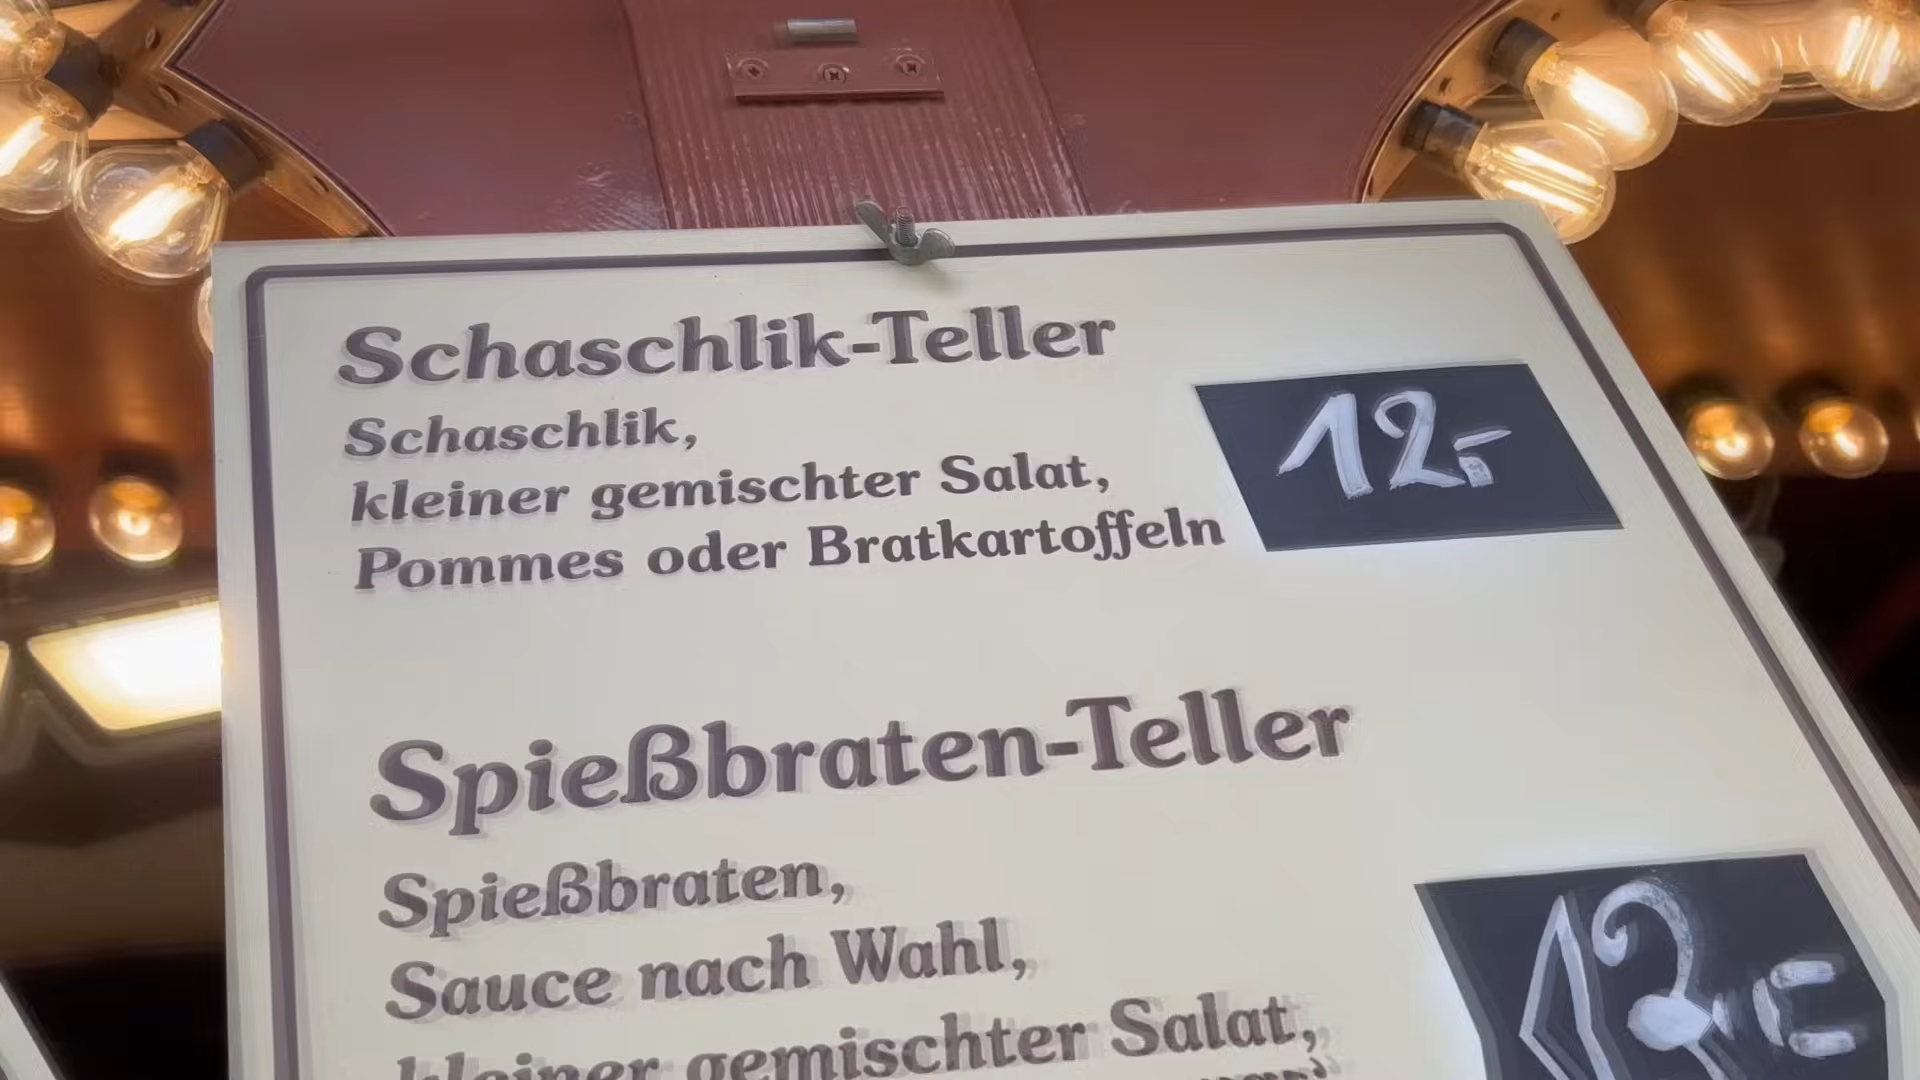 Schaschlik-Teller
Schaschlik,
kleiner gemischter Salat,
Pommes oder Bratkartoffeln
12,-
Spießbraten-Teller
Spießbraten,
Sauce nach Wahl,
kleiner gemischter Salat,